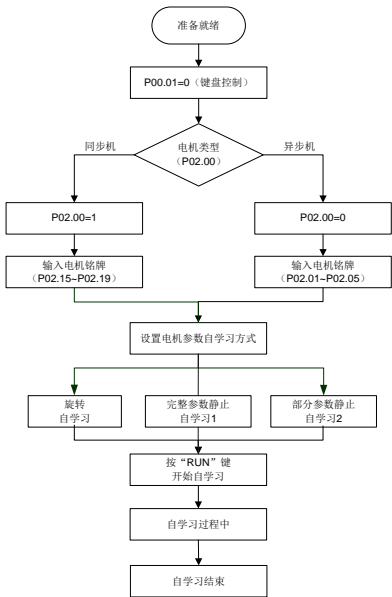 准备就绪
P00.01=0（键盘控制）
同步机
电机类型
（P02.00）
异步机
P02.00=1
P02.00=0
输入电机铭牌
（P02.15~P02.19）
输入电机铭牌
（P02.01~P02.05）
设置电机参数自学习方式
旋转
自学习
完整参数静止
自学习1
部分参数静止
自学习2
按“RUN”键
开始自学习
自学习过程中
自学习结束